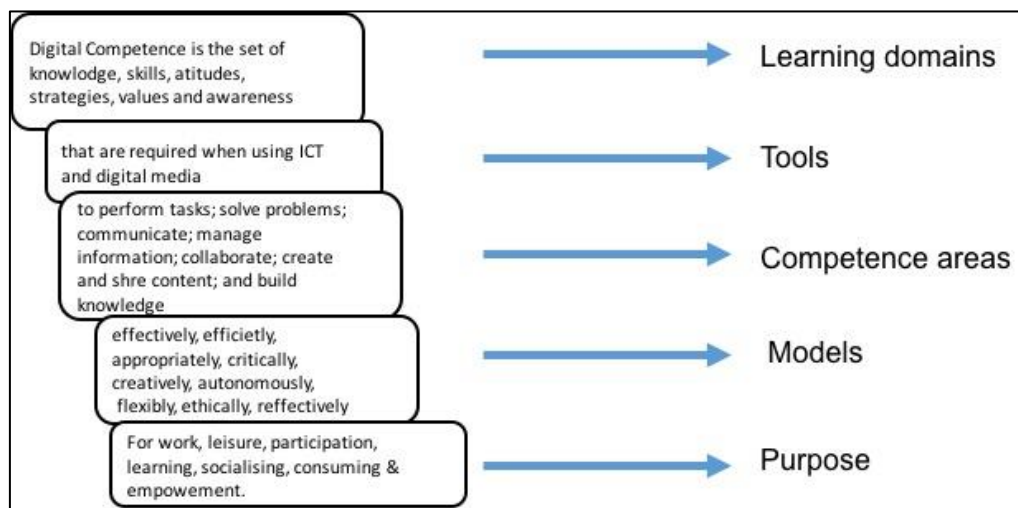 Digital Competence is the set of
knowlodge, skills, atitudes,
strategies, values and awareness
Learning domains
that are required when using ICT
and digital media
Tools
to perform tasks; solve problems;
communicate; manage
information; collaborate; create
and shre content; and build
knowledge
Competence areas
effectively, efficietly,
appropriately, critically,
creatively, autonomously,
flexibly, ethically, reffectively
Models
For work, leisure, participation,
learning, socialising, consuming &
empowement.
Purpose